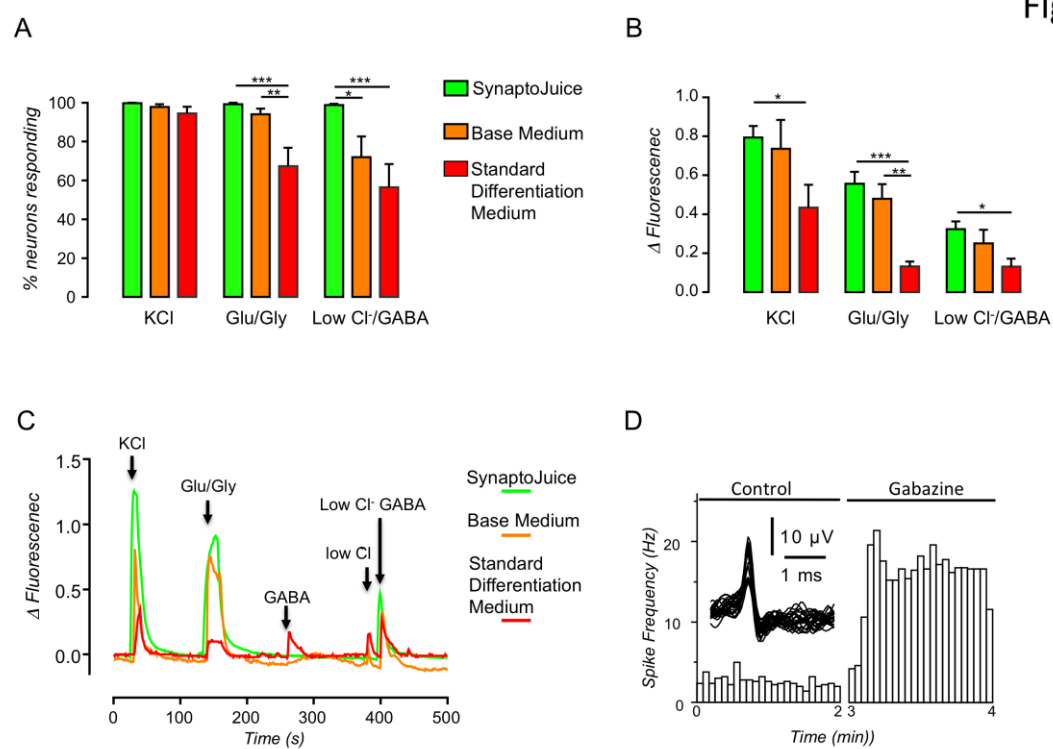 Fig
A
% neurons responding
100
80
60
40
20
0
***
**
***
*
KCl
Glu/Gly
Low Cl-/GABA
SynaptoJuice
Base Medium
Standard
Differentiation
Medium
B
Δ Fluorescenec
1.0
0.8
0.6
0.4
0.2
0.0
*
***
**
*
KCl
Glu/Gly
Low Cl-/GABA
C
Δ Fluorescenec
1.5
1.0
0.5
0.0
KCl
Glu/Gly
GABA
low Cl
Low Cl- GABA
0 100 200 300 400 500
Time (s)
SynaptoJuice
Base Medium
Standard
Differentiation
Medium
D
Control
Gabazine
Spike Frequency (Hz)
20
10
0
10 µV
1 ms
0 2 3 4
Time (min))